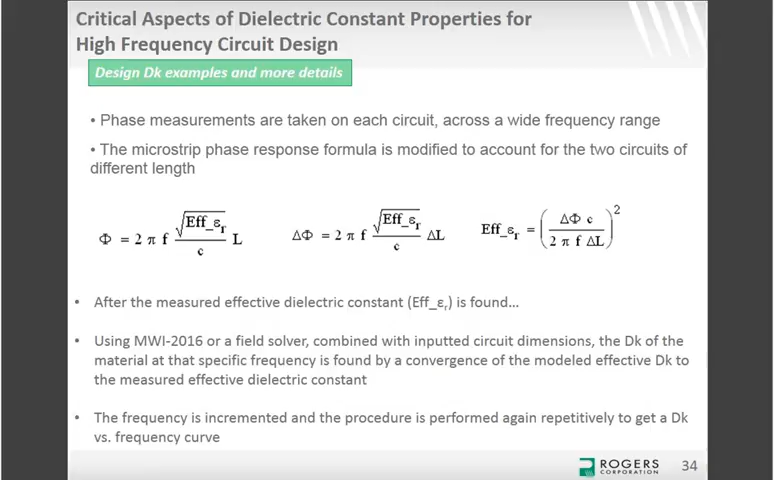 Critical Aspects of Dielectric Constant Properties for
High Frequency Circuit Design
Design Dk examples and more details
• Phase measurements are taken on each circuit, across a wide frequency range
• The microstrip phase response formula is modified to account for the two circuits of
different length
Φ = 2 π f √Eff_εr / c L
ΔΦ = 2 π f √Eff_εr / c ΔL
Eff_εr = (ΔΦ c / 2 π f ΔL)²
• After the measured effective dielectric constant (Eff_εr) is found…
• Using MWI-2016 or a field solver, combined with inputted circuit dimensions, the Dk of the
material at that specific frequency is found by a convergence of the modeled effective Dk to
the measured effective dielectric constant
• The frequency is incremented and the procedure is performed again repetitively to get a Dk
vs. frequency curve
ROGERS
CORPORATION
34